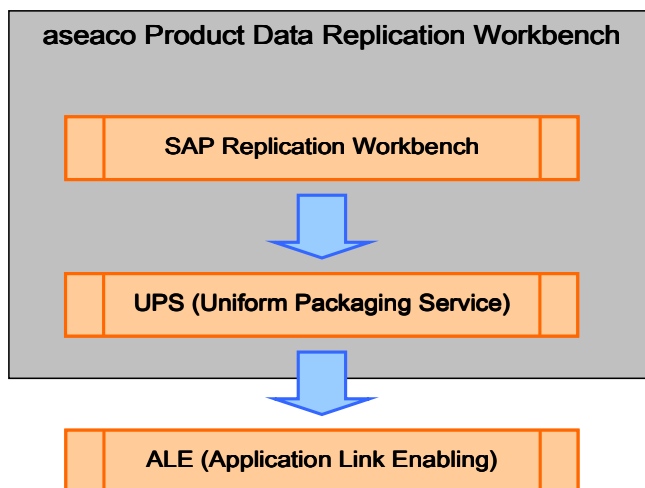 aseaco Product Data Replication Workbench
SAP Replication Workbench
UPS (Uniform Packaging Service)
ALE (Application Link Enabling)